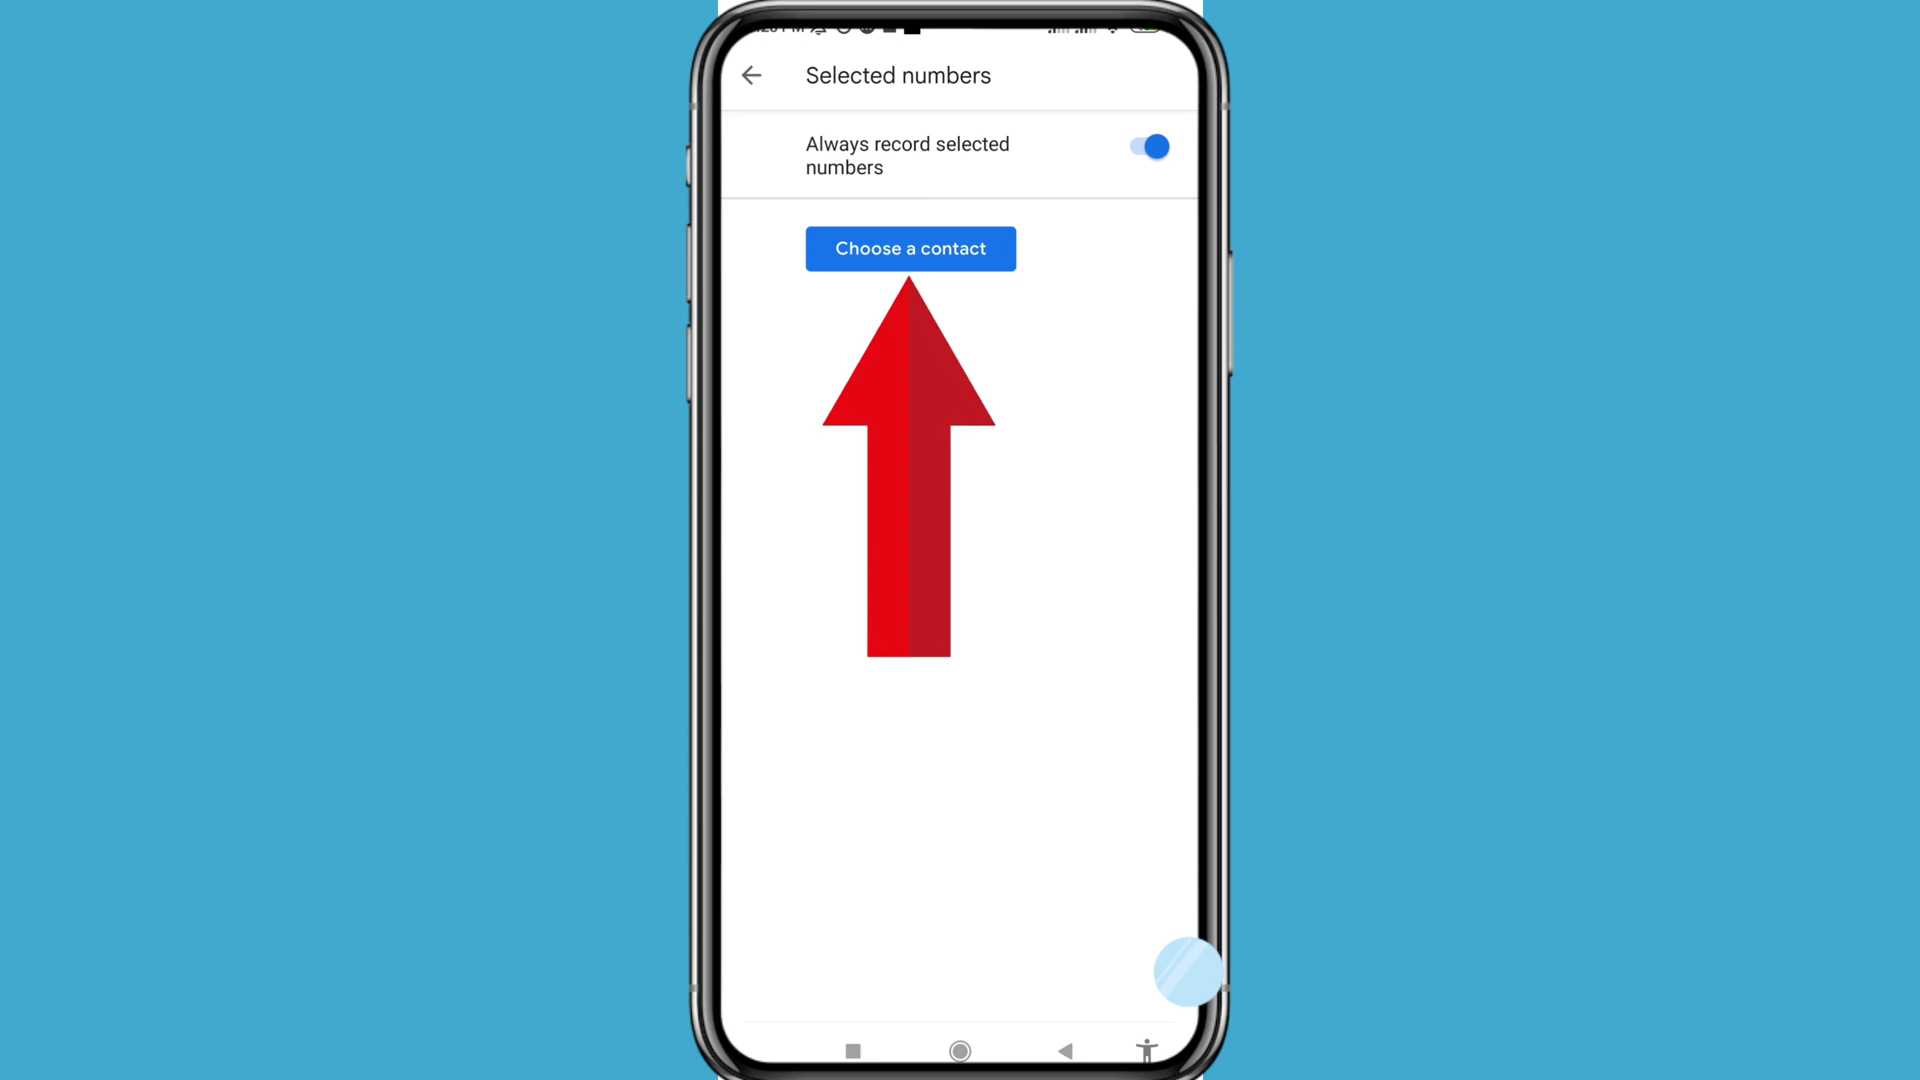 Selected numbers
Always record selected
numbers
Choose a contact